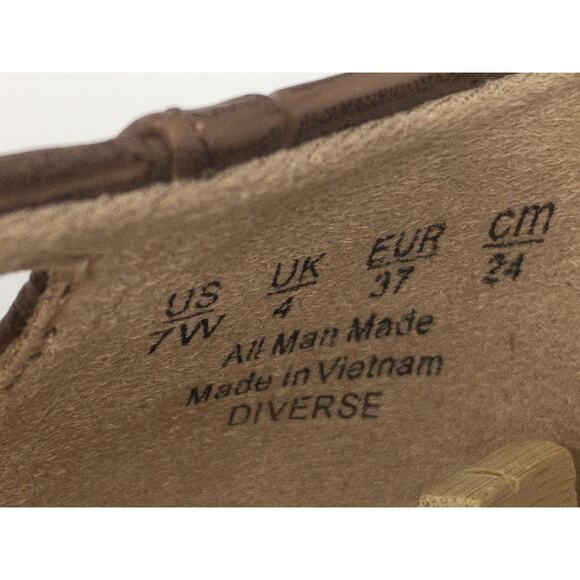 US UK EUR cm
7W 4 37 24
All Man Made
Made in Vietnam
DIVERSE